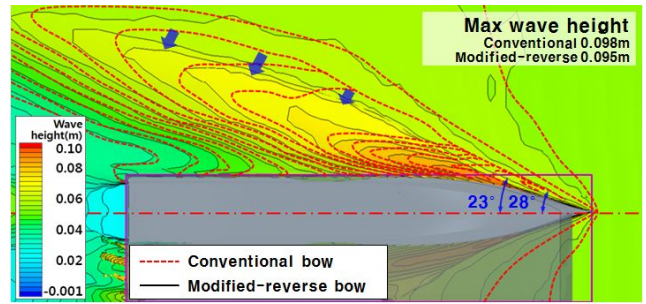 Max wave height
Conventional 0.098m
Modified-reverse 0.095m
Wave
height(m)
0.10
0.08
0.06
0.04
0.02
-0.001
23° 28°
Conventional bow
Modified-reverse bow